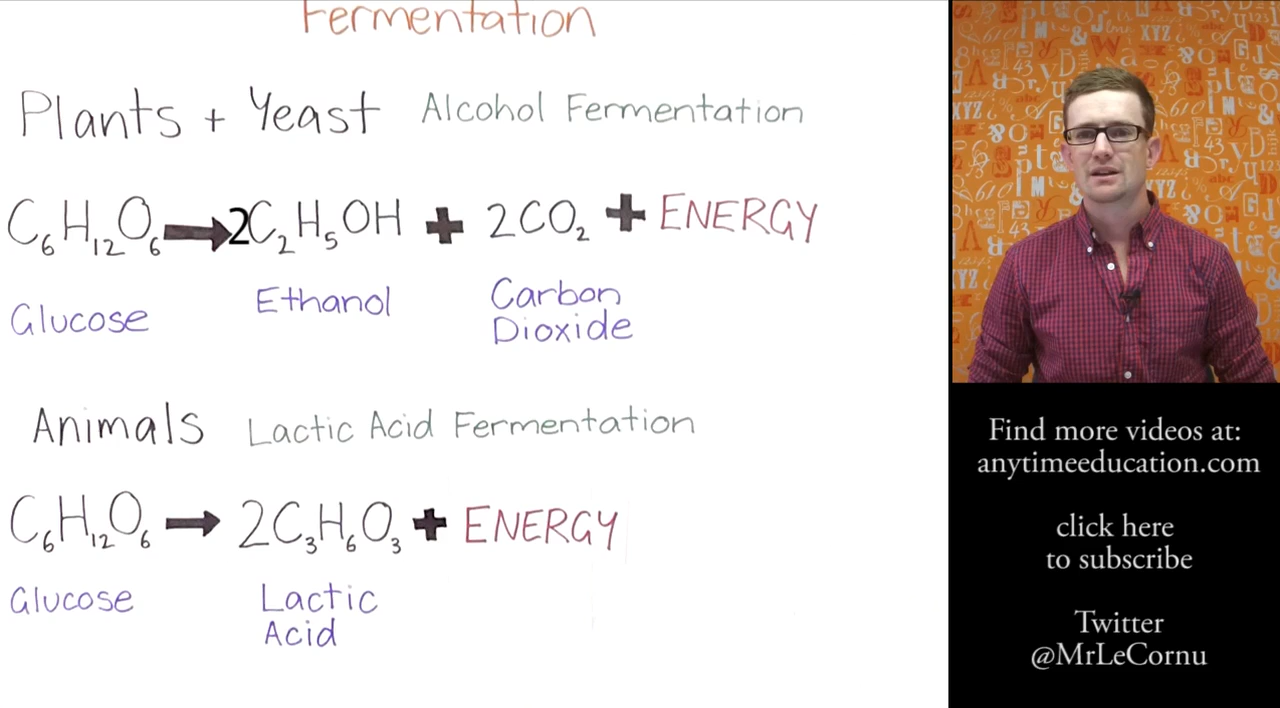 Fermentation
Plants + Yeast Alcohol Fermentation
C₆H₁₂O₆ → 2C₂H₅OH + 2CO₂ + ENERGY
Glucose Ethanol Carbon Dioxide
Animals Lactic Acid Fermentation
C₆H₁₂O₆ → 2C₃H₆O₃ + ENERGY
Glucose Lactic Acid
Find more videos at:
anytimeeducation.com
click here
to subscribe
Twitter
@MrLeCornu